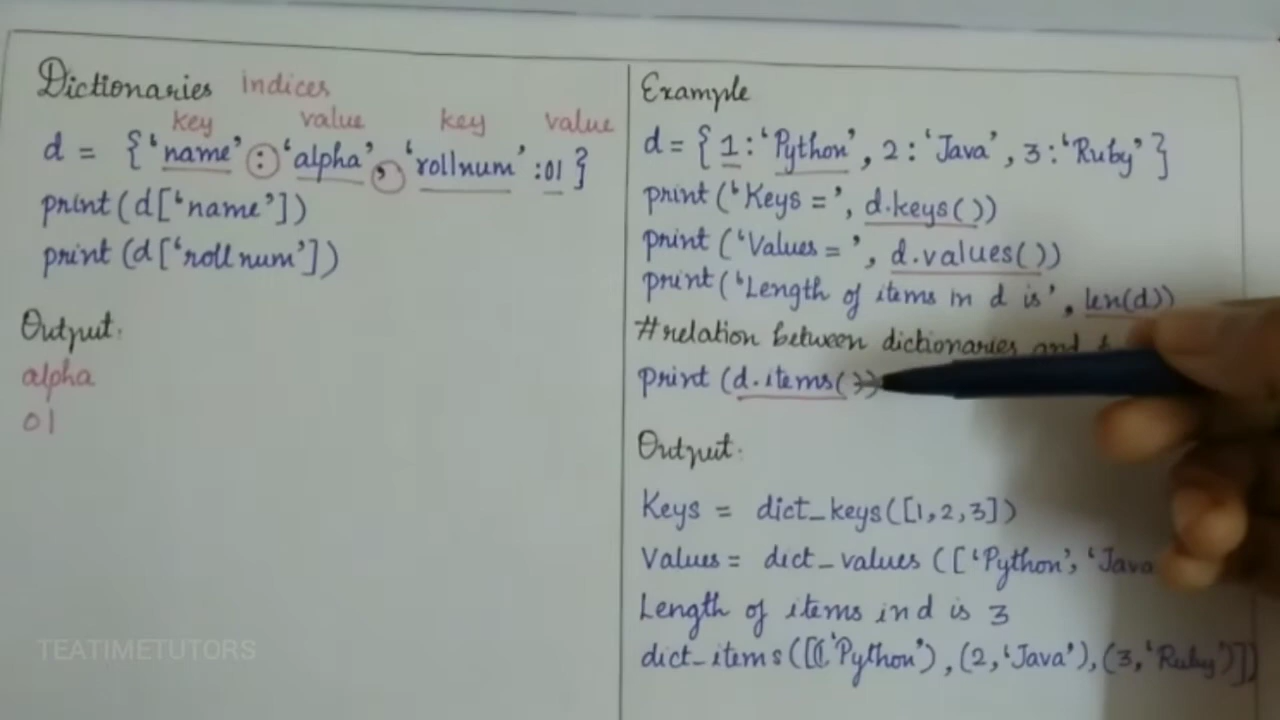 Dictionaries indices
key value key value
d = { ‘name’ : ‘alpha’, ‘rollnum’ :01 }
print (d[‘name’])
print (d[‘rollnum’])
Output:
alpha
01
TEATIMETUTORS
Example
d = { 1 : ‘Python’, 2 : ‘Java’, 3 : ‘Ruby’ }
print (‘Keys =’, d.keys())
print (‘Values = ’, d.values())
print (‘Length of items in d is’, len(d))
#relation between dictionaries and
print (d.items())
Output:
Keys = dict_keys([1,2,3])
Values = dict_values ([‘Python’, ‘Java
Length of items in d is 3
dict_items([(‘Python’), (2,‘Java’), (3,‘Ruby’)])